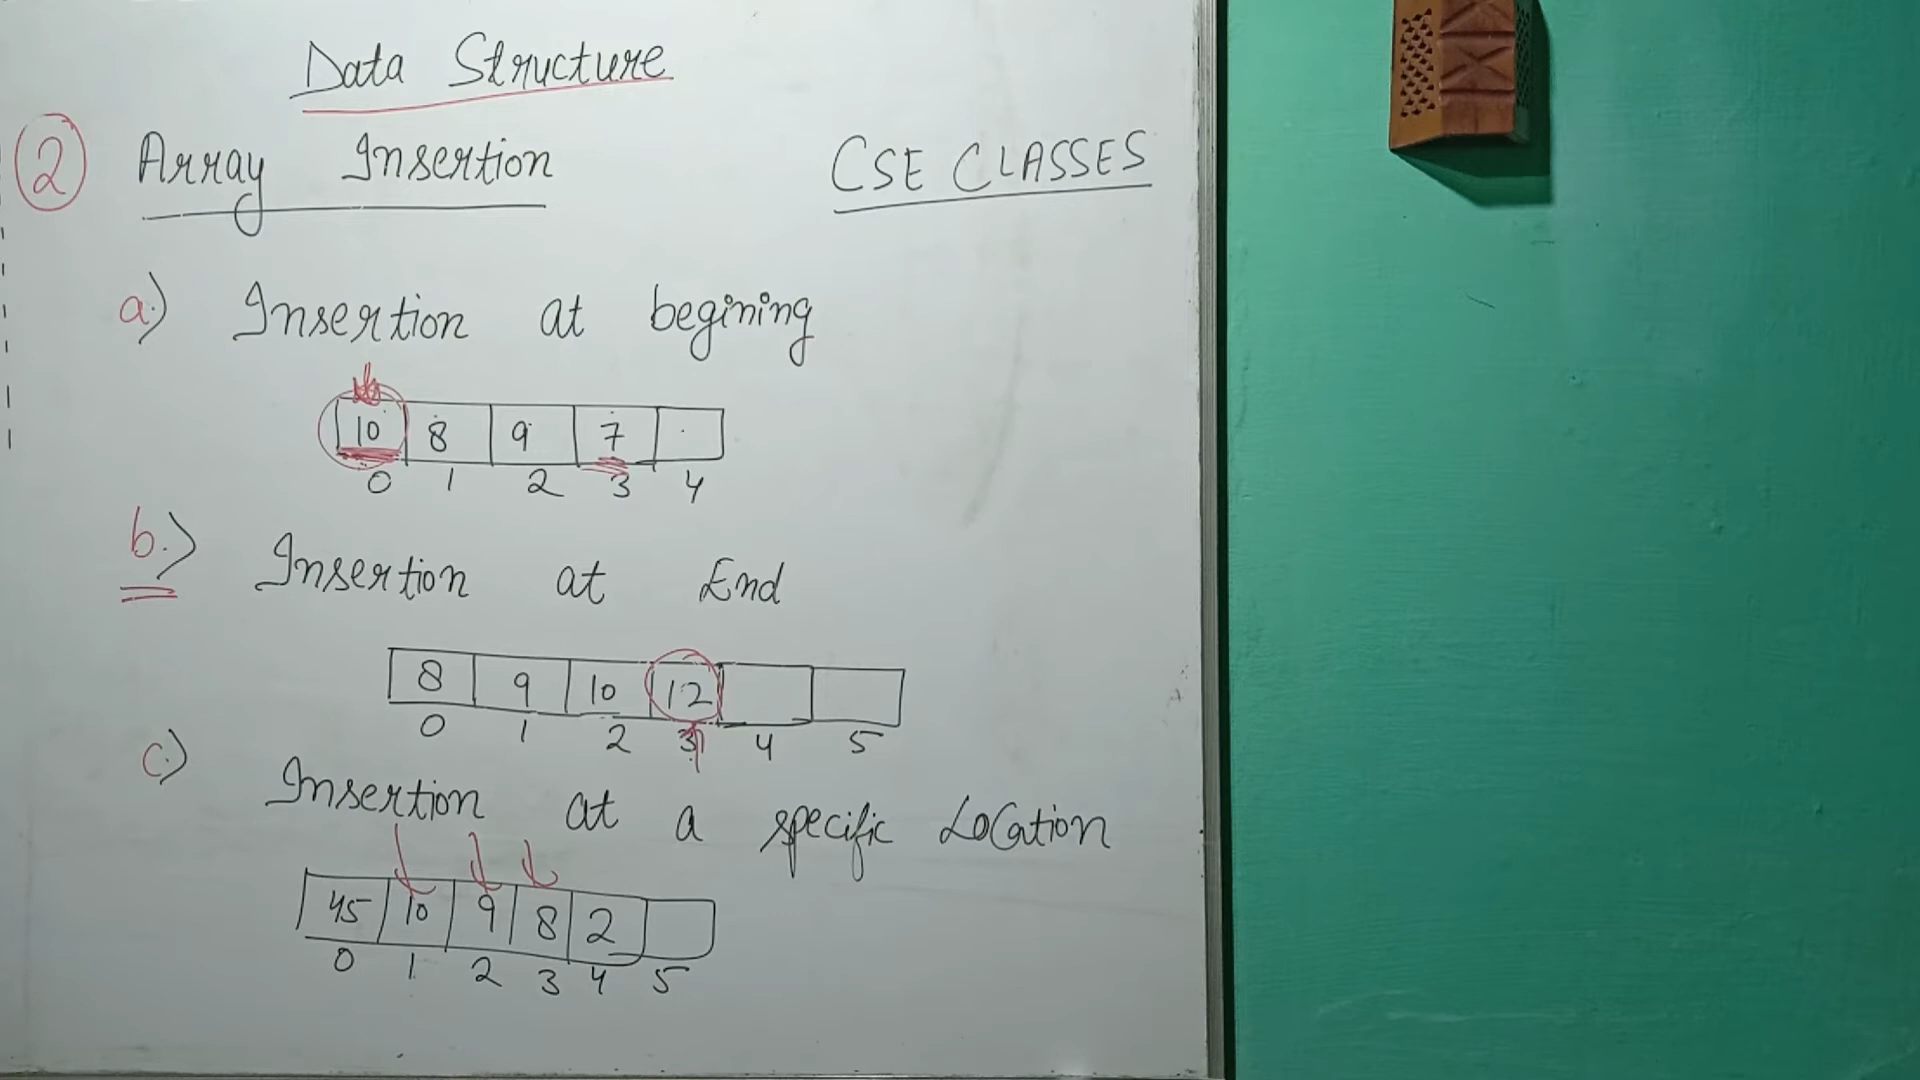 Data Structure
2 Array Insertion CSE CLASSES
a.) Insertion at begining
10 8 9 7
0 1 2 3 4
b.) Insertion at End
8 9 10 12
0 1 2 3 4 5
c.) Insertion at a specific Location
45 10 9 8 2
0 1 2 3 4 5